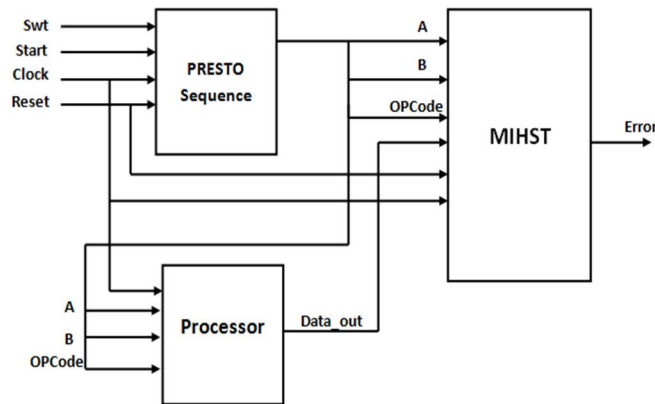 Swt
Start
Clock
Reset
PRESTO
Sequence
A
B
OPCode
MIHST
Error
A
B
OPCode
Processor
Data_out